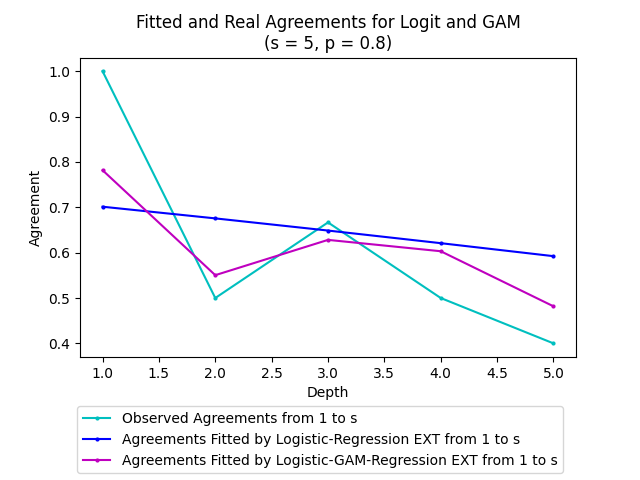 Fitted and Real Agreements for Logit and GAM
(s = 5, p = 0.8)
1.0
0.9
0.8
0.7
0.6
0.5
0.4
Agreement
1.0 1.5 2.0 2.5 3.0 3.5 4.0 4.5 5.0
Depth
Observed Agreements from 1 to s
Agreements Fitted by Logistic-Regression EXT from 1 to s
Agreements Fitted by Logistic-GAM-Regression EXT from 1 to s